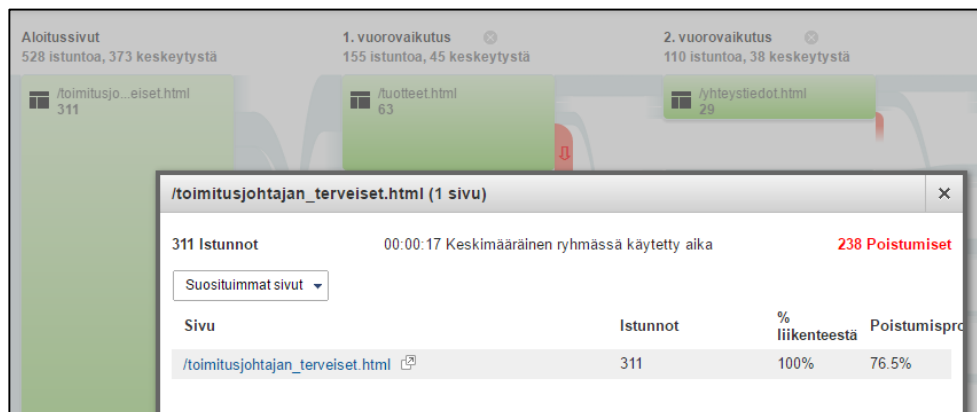 Aloitussivut
528 istuntoa, 373 keskeytystä
1. vuorovaikutus
155 istuntoa, 45 keskeytystä
2. vuorovaikutus
110 istuntoa, 38 keskeytystä
/toimitusjo...eiset.html
311
/tuotteet.html
63
/yhteystiedot.html
29
/toimitusjohtajan_terveiset.html (1 sivu)
311 Istunnot 00:00:17 Keskimääräinen ryhmässä käytetty aika 238 Poistumiset
Suosituimmat sivut
Sivu Istunnot % liikenteestä Poistumispro
/toimitusjohtajan_terveiset.html 311 100% 76.5%